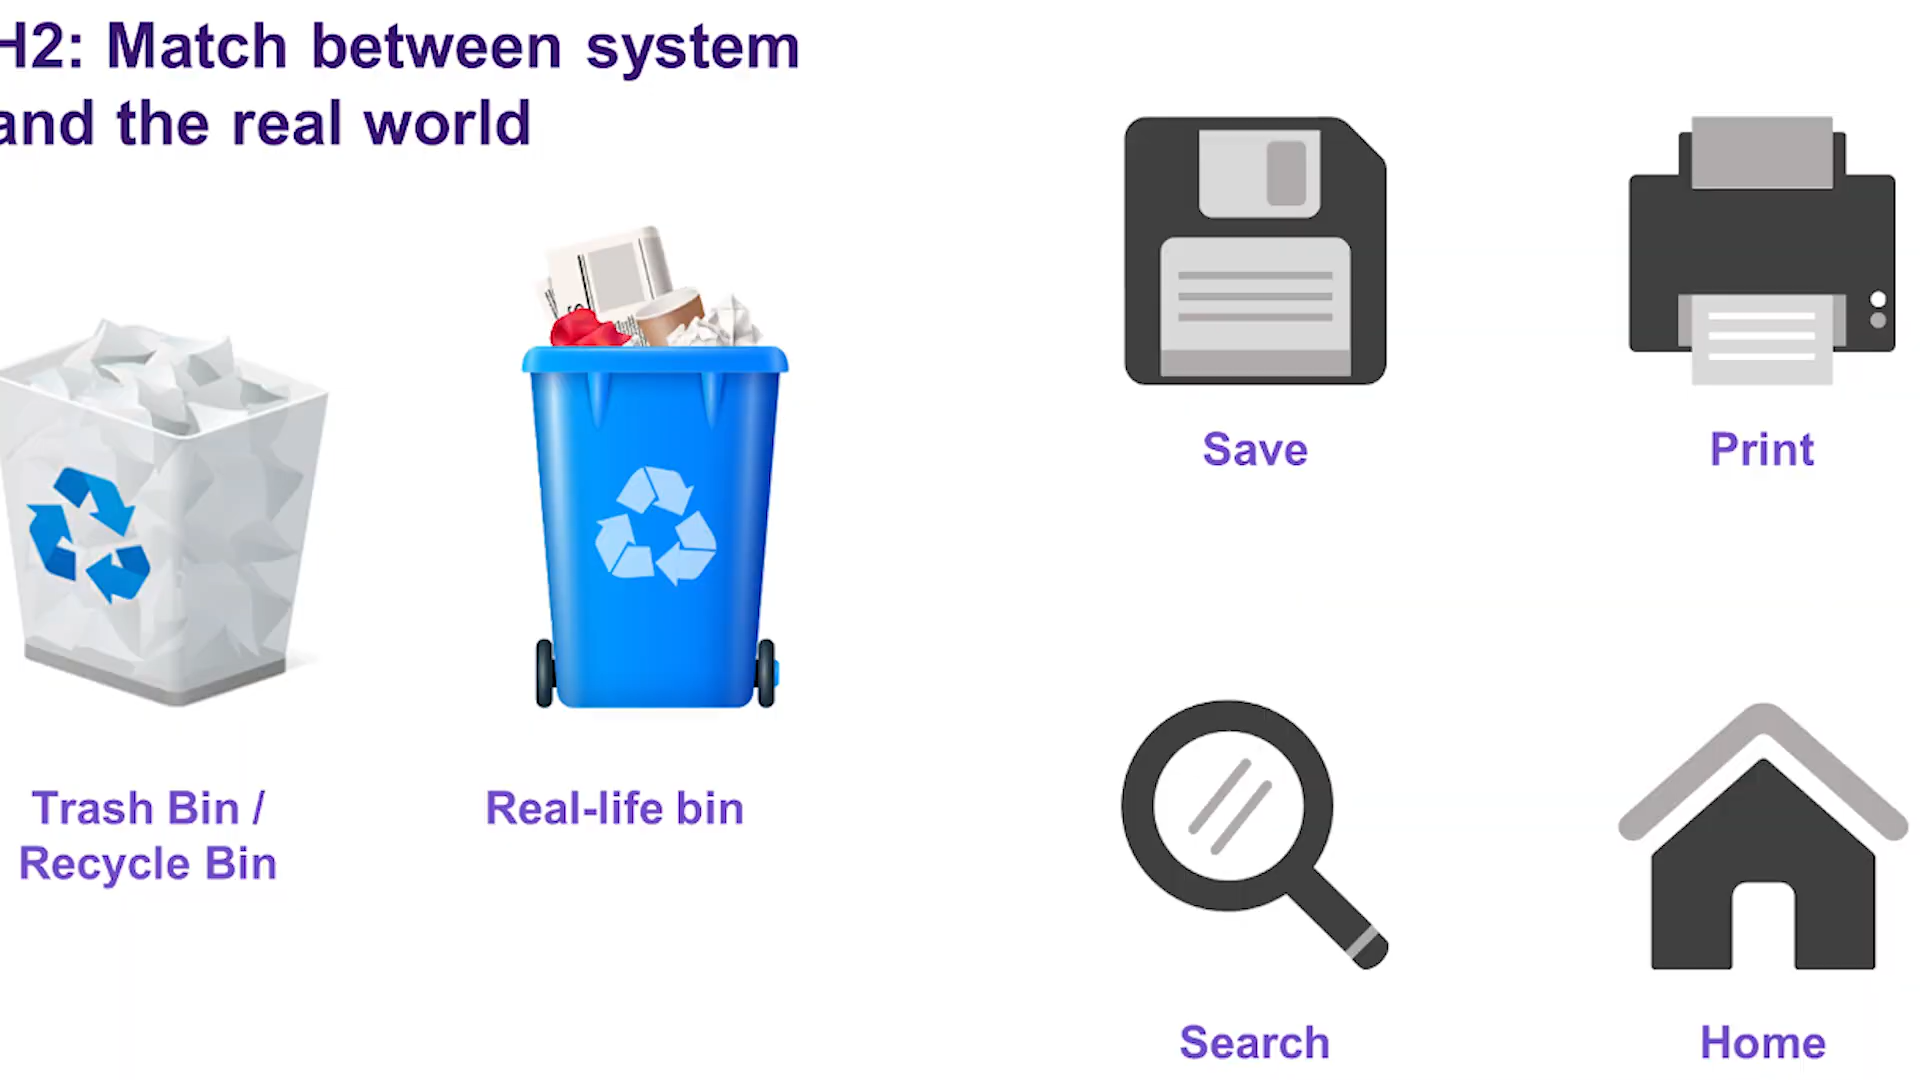 H2: Match between system
and the real world
Save
Print
Trash Bin /
Recycle Bin
Real-life bin
Search
Home